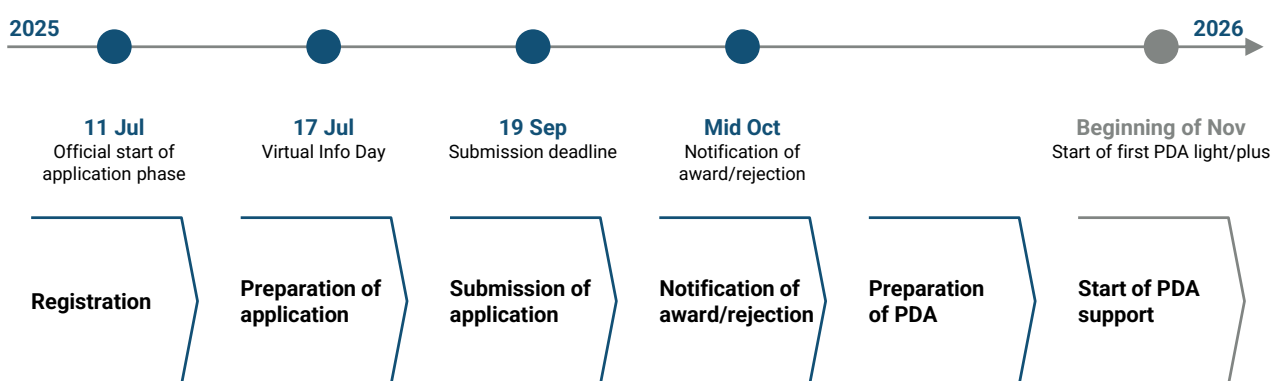 2025
2026
11 Jul
Official start of
application phase
17 Jul
Virtual Info Day
19 Sep
Submission deadline
Mid Oct
Notification of
award/rejection
Beginning of Nov
Start of first PDA light/plus
Registration
Preparation of
application
Submission of
application
Notification of
award/rejection
Preparation
of PDA
Start of PDA
support